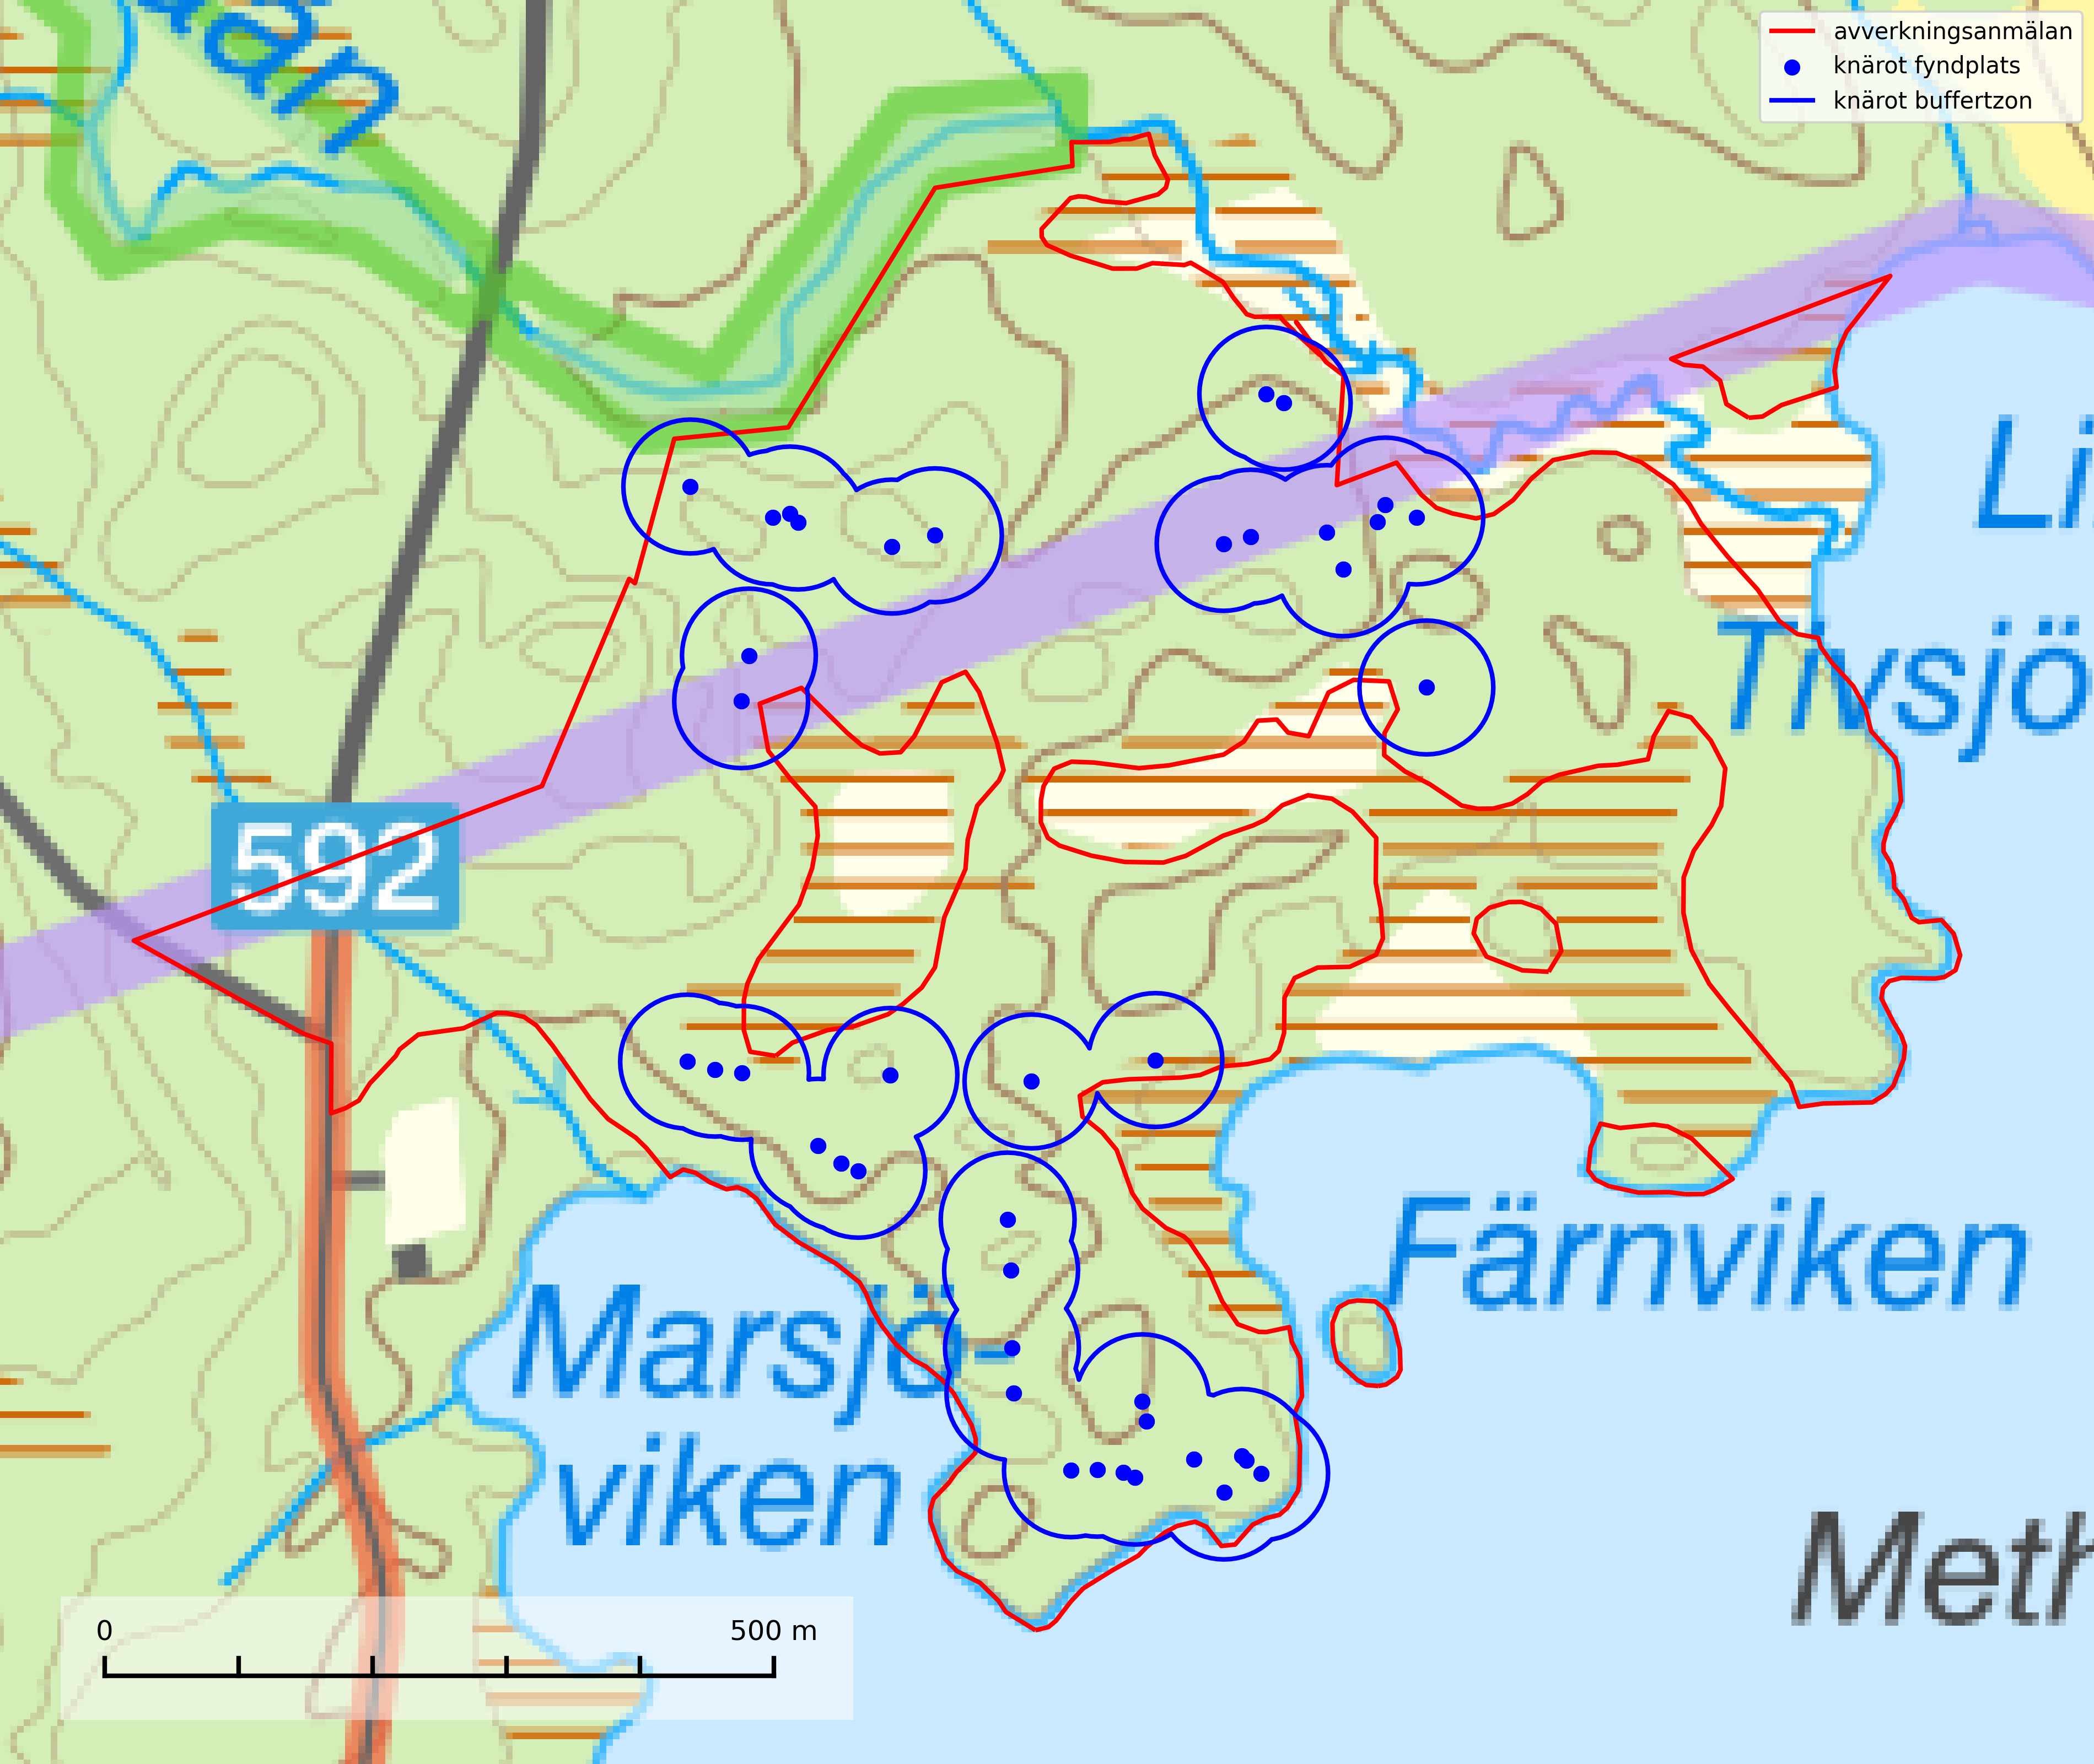 avverkningsanmälan
knärot fyndplats
knärot buffertzon
592
Färnviken
Marsjö-
viken
0 500 m